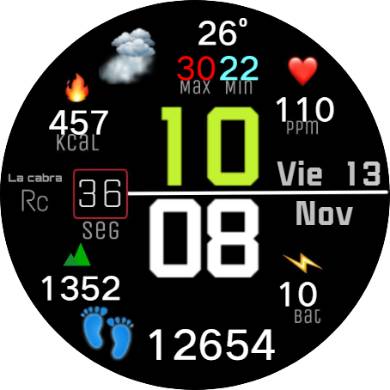 26°
30 22
Max Min
457
Kcal
110
PPM
10
Vie 13
La cabra
Rc
36
seg
08
Nov
1352
10
Bat
12654